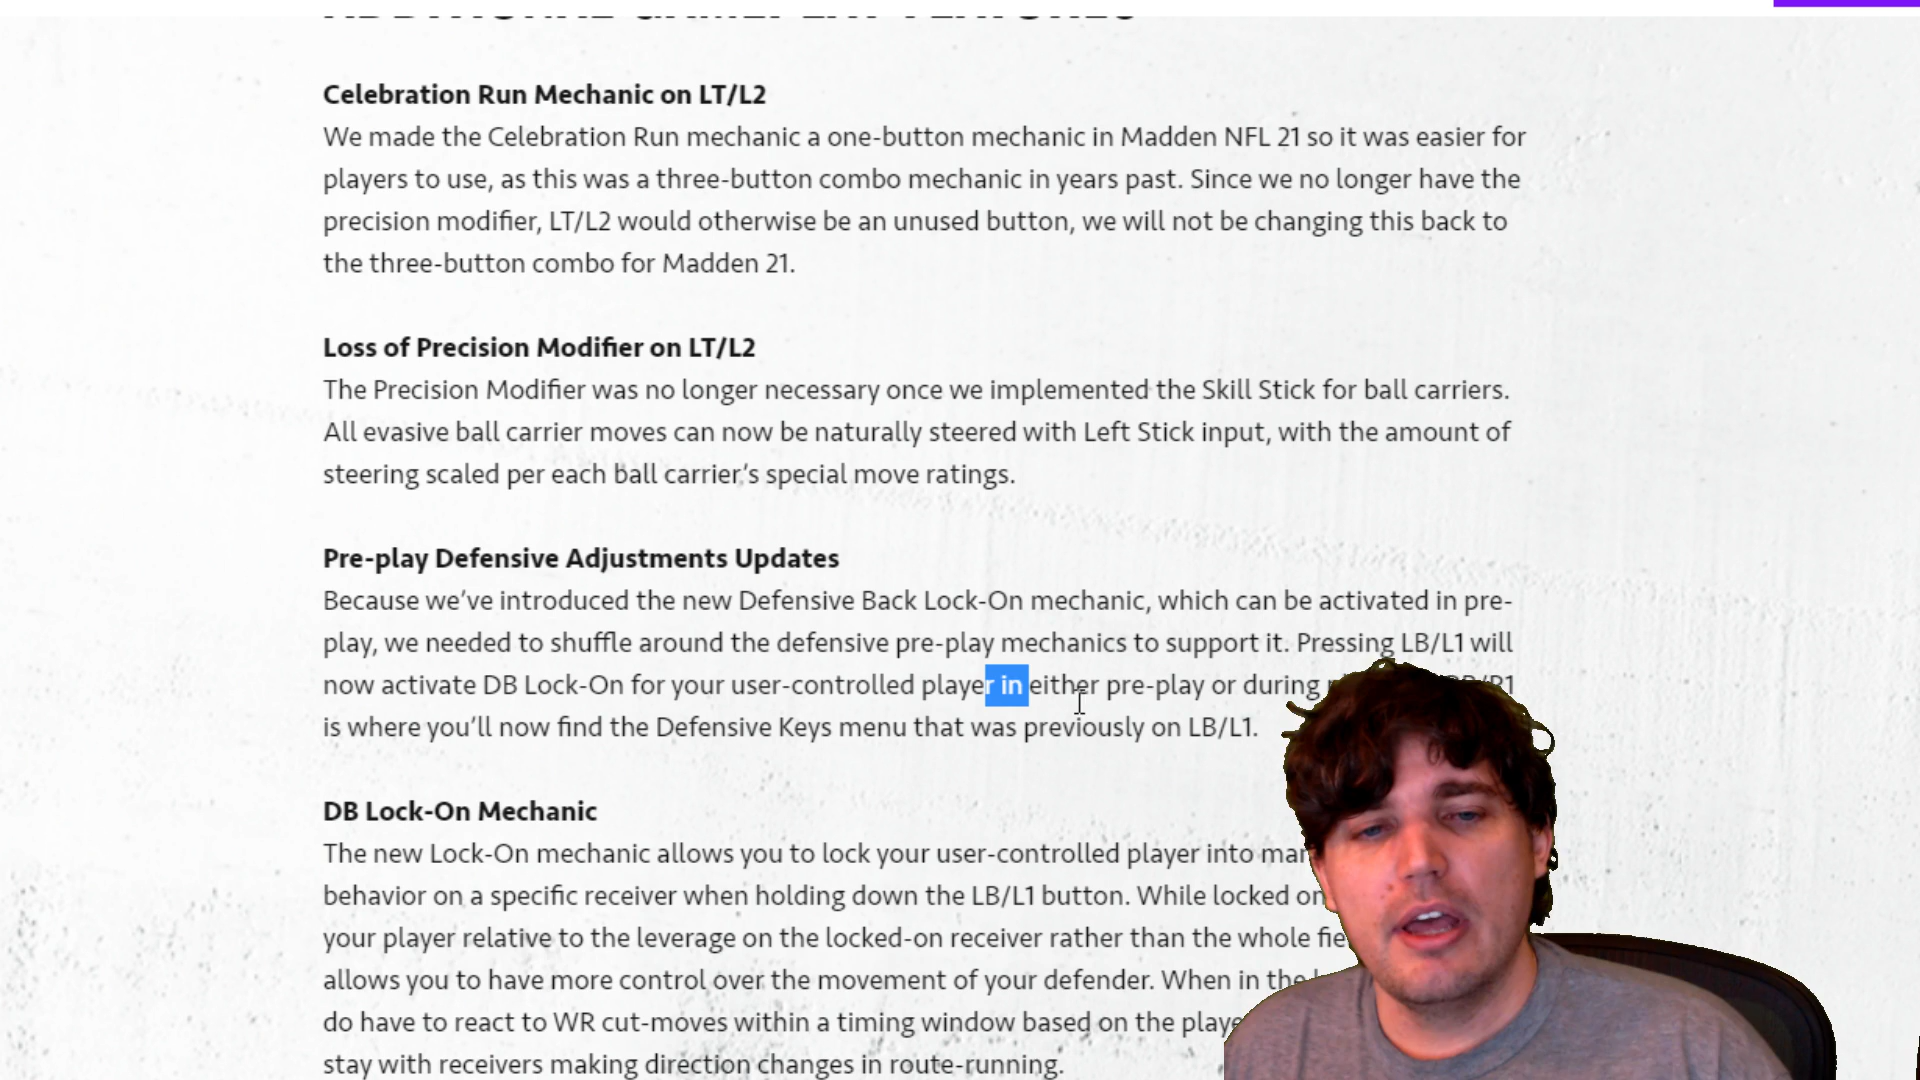 ADDITIONAL GAMEPLAY FEATURES
Celebration Run Mechanic on LT/L2
We made the Celebration Run mechanic a one-button mechanic in Madden NFL 21 so it was easier for
players to use, as this was a three-button combo mechanic in years past. Since we no longer have the
precision modifier, LT/L2 would otherwise be an unused button, we will not be changing this back to
the three-button combo for Madden 21.
Loss of Precision Modifier on LT/L2
The Precision Modifier was no longer necessary once we implemented the Skill Stick for ball carriers.
All evasive ball carrier moves can now be naturally steered with Left Stick input, with the amount of
steering scaled per each ball carrier’s special move ratings.
Pre-play Defensive Adjustments Updates
Because we’ve introduced the new Defensive Back Lock-On mechanic, which can be activated in pre-
play, we needed to shuffle around the defensive pre-play mechanics to support it. Pressing LB/L1 will
now activate DB Lock-On for your user-controlled player in either pre-play or during
is where you’ll now find the Defensive Keys menu that was previously on LB/L1.
DB Lock-On Mechanic
The new Lock-On mechanic allows you to lock your user-controlled player into
behavior on a specific receiver when holding down the LB/L1 button. While locked on
your player relative to the leverage on the locked-on receiver rather than the whole
allows you to have more control over the movement of your defender. When in the
do have to react to WR cut-moves within a timing window based on the
stay with receivers making direction changes in route-running.